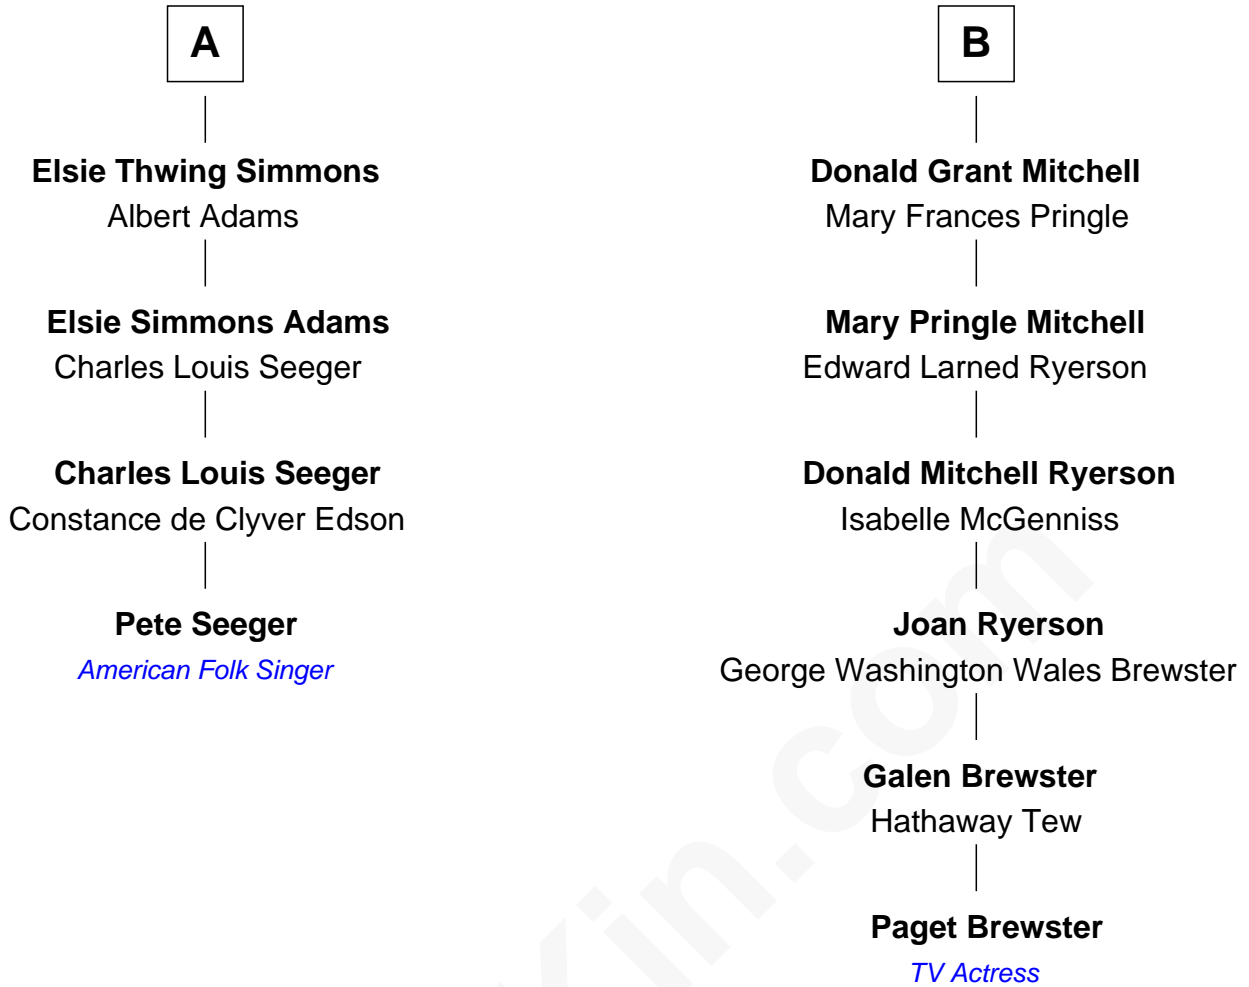 A
Elsie Thwing Simmons
Albert Adams
Elsie Simmons Adams
Charles Louis Seeger
Charles Louis Seeger
Constance de Clyver Edson
Pete Seeger
American Folk Singer
B
Donald Grant Mitchell
Mary Frances Pringle
Mary Pringle Mitchell
Edward Larned Ryerson
Donald Mitchell Ryerson
Isabelle McGenniss
Joan Ryerson
George Washington Wales Brewster
Galen Brewster
Hathaway Tew
Paget Brewster
TV Actress
Kin.com